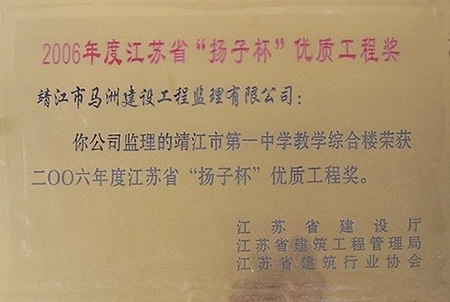 2006年度江苏省“扬子杯”优质工程奖
靖江市马洲建设工程监理有限公司：
你公司监理的靖江市第一中学教学综合楼荣获
二〇〇六年度江苏省“扬子杯”优质工程奖。
江苏省建设厅
江苏省建筑工程管理局
江苏省建筑行业协会